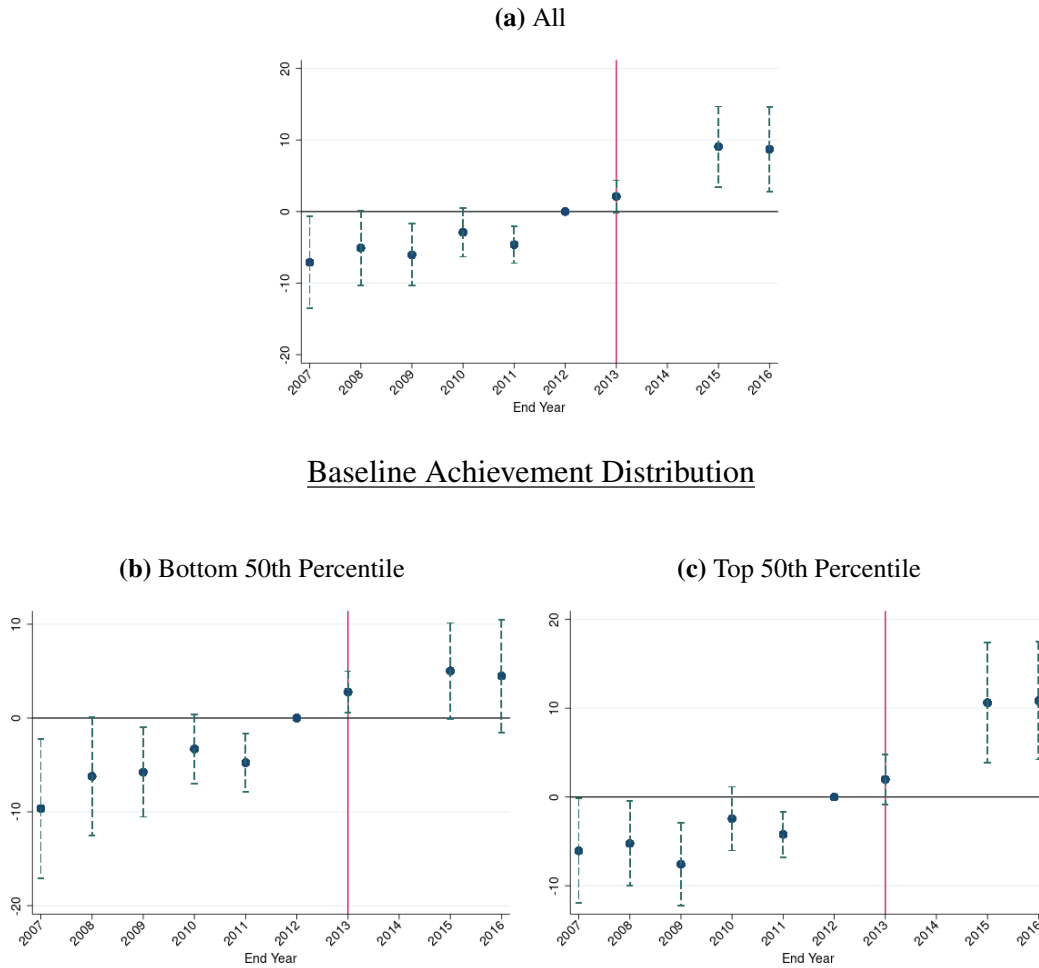 (a) All
20
10
0
-10
-20
2007 2008 2009 2010 2011 2012 2013 2014 2015 2016
End Year
Baseline Achievement Distribution
(b) Bottom 50th Percentile
10
0
-10
-20
2007 2008 2009 2010 2011 2012 2013 2014 2015 2016
End Year
(c) Top 50th Percentile
20
10
0
-10
2007 2008 2009 2010 2011 2012 2013 2014 2015 2016
End Year